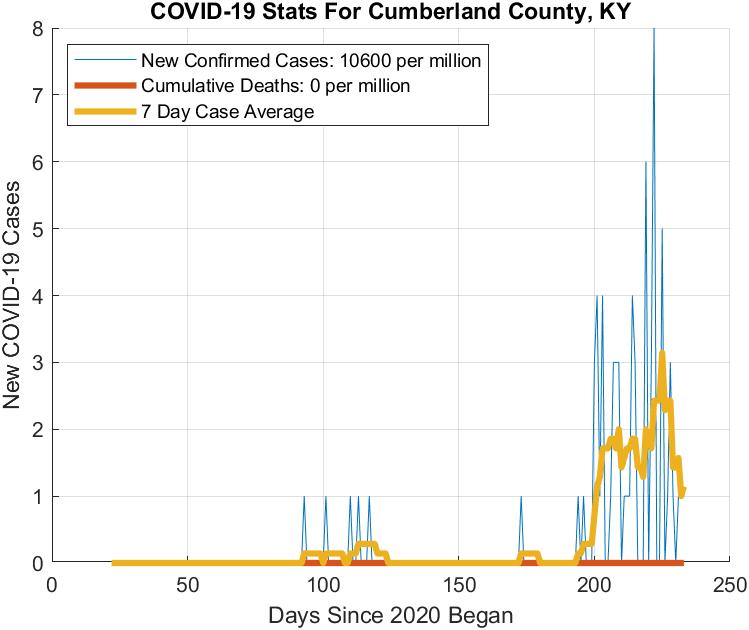 COVID-19 Stats For Cumberland County, KY
New Confirmed Cases: 10600 per million
Cumulative Deaths: 0 per million
7 Day Case Average
New COVID-19 Cases
8
7
6
5
4
3
2
1
0
0 50 100 150 200 250
Days Since 2020 Began